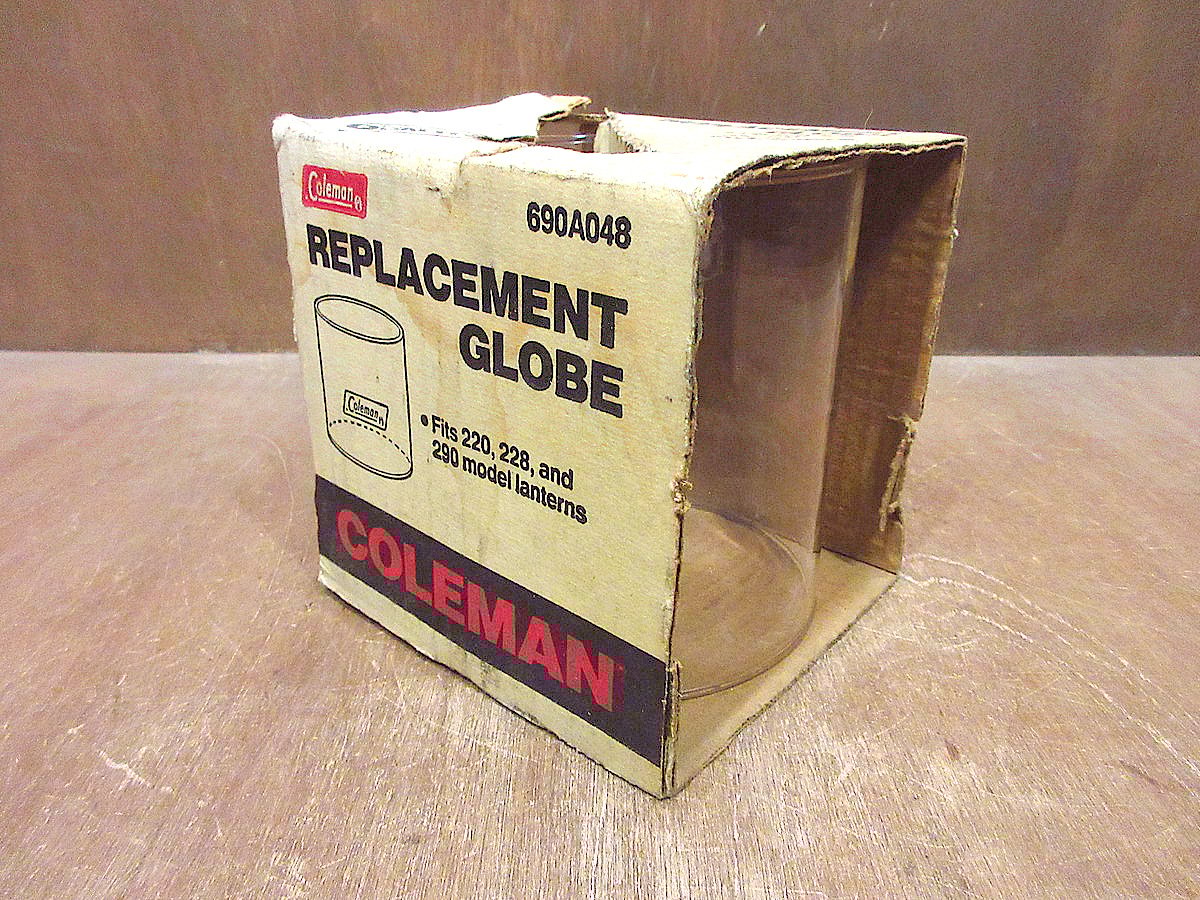 Coleman
690A048
REPLACEMENT
GLOBE
Coleman
• Fits 220, 228, and
290 model lanterns
COLEMAN